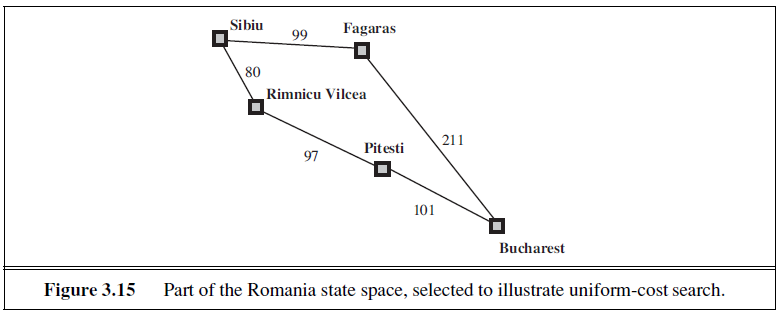 Sibiu
99
Fagaras
80
Rimnicu Vilcea
97
Pitesti
211
101
Bucharest
Figure 3.15 Part of the Romania state space, selected to illustrate uniform-cost search.